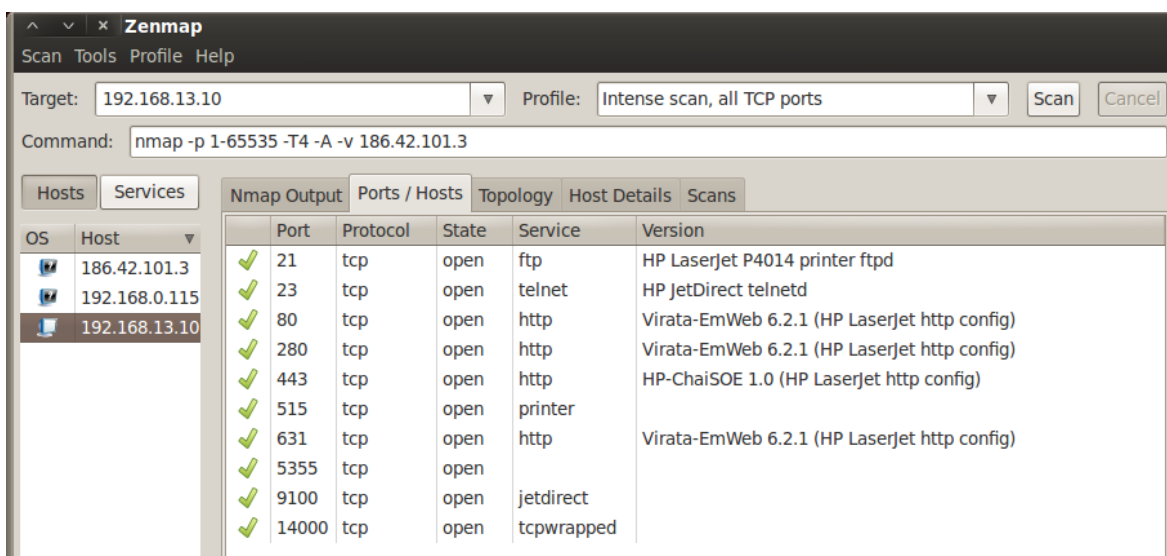 Zenmap
Scan Tools Profile Help
Target: 192.168.13.10 Profile: Intense scan, all TCP ports Scan Cancel
Command: nmap -p 1-65535 -T4 -A -v 186.42.101.3
Hosts Services Nmap Output Ports / Hosts Topology Host Details Scans
OS Host Port Protocol State Service Version
186.42.101.3 21 tcp open ftp HP LaserJet P4014 printer ftpd
192.168.0.115 23 tcp open telnet HP JetDirect telnetd
192.168.13.10 80 tcp open http Virata-EmWeb 6.2.1 (HP LaserJet http config)
280 tcp open http Virata-EmWeb 6.2.1 (HP LaserJet http config)
443 tcp open http HP-ChaiSOE 1.0 (HP LaserJet http config)
515 tcp open printer
631 tcp open http Virata-EmWeb 6.2.1 (HP LaserJet http config)
5355 tcp open
9100 tcp open jetdirect
14000 tcp open tcpwrapped